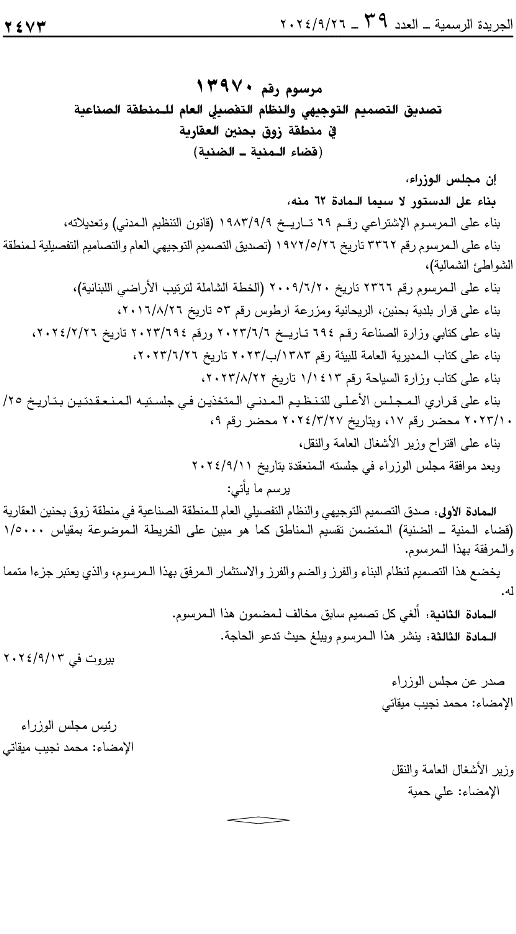 الجريدة الرسمية ــ العدد ٣٩ ــ ٢٠٢٤/٩/٢٦
٢٤٧٣
مرسوم رقم ١٣٩٧٠
تصديق التصميم التوجيهي والنظام التفصيلي العام للمنطقة الصناعية
في منطقة زوق بحنين العقارية
(قضاء المنية ــ الضنية)
إن مجلس الوزراء،
بناء على الدستور لا سيما المادة ٦٢ منه،
بناء على المرسوم الإشتراعي رقم ٦٩ تاريخ ١٩٨٣/٩/٩ (قانون التنظيم المدني) وتعديلاته،
بناء على المرسوم رقم ٣٣٦٢ تاريخ ١٩٧٢/٥/٢٦ (تصديق التصميم التوجيهي العام والتصاميم التفصيلية لمنطقة
الشواطئ الشمالية)،
بناء على المرسوم رقم ٢٣٦٦ تاريخ ٢٠٠٩/٦/٢٠ (الخطة الشاملة لترتيب الأراضي اللبنانية)،
بناء على قرار بلدية بحنين، الريحانية ومزرعة ارطوس رقم ٥٣ تاريخ ٢٠١٦/٨/٢٦،
بناء على كتابي وزارة الصناعة رقم ٦٩٤ تاريخ ٢٠٢٣/٦/٦ ورقم ٢٠٢٣/٦٩٤ تاريخ ٢٠٢٤/٢/٢٦،
بناء على كتاب المديرية العامة للبيئة رقم ١٣٨٣/ب/٢٠٢٣ تاريخ ٢٠٢٣/٦/٢٦،
بناء على كتاب وزارة السياحة رقم ١/١٤١٣ تاريخ ٢٠٢٣/٨/٢٢،
بناء على قراري المجلس الأعلى للتنظيم المدني المتخذين في جلستيه المنعقدتين بتاريخ ٢٥/
٢٠٢٣/١٠ محضر رقم ١٧، وبتاريخ ٢٠٢٤/٣/٢٧ محضر رقم ٩،
بناء على اقتراح وزير الأشغال العامة والنقل،
وبعد موافقة مجلس الوزراء في جلسته المنعقدة بتاريخ ٢٠٢٤/٩/١١
يرسم ما يأتي:
المادة الأولى: صدق التصميم التوجيهي والنظام التفصيلي العام للمنطقة الصناعية في منطقة زوق بحنين العقارية
(قضاء المنية ــ الضنية) المتضمن تقسيم المناطق كما هو مبين على الخريطة الموضوعة بمقياس ١/٥٠٠٠
والمرفقة بهذا المرسوم.
يخضع هذا التصميم لنظام البناء والفرز والضم والفرز والاستثمار المرفق بهذا المرسوم، والذي يعتبر جزءا متمما
له.
المادة الثانية: ألغي كل تصميم سابق مخالف لمضمون هذا المرسوم.
المادة الثالثة: ينشر هذا المرسوم ويبلغ حيث تدعو الحاجة.
بيروت في ٢٠٢٤/٩/١٣
صدر عن مجلس الوزراء
الإمضاء: محمد نجيب ميقاتي
رئيس مجلس الوزراء
الإمضاء: محمد نجيب ميقاتي
وزير الأشغال العامة والنقل
الإمضاء: علي حمية